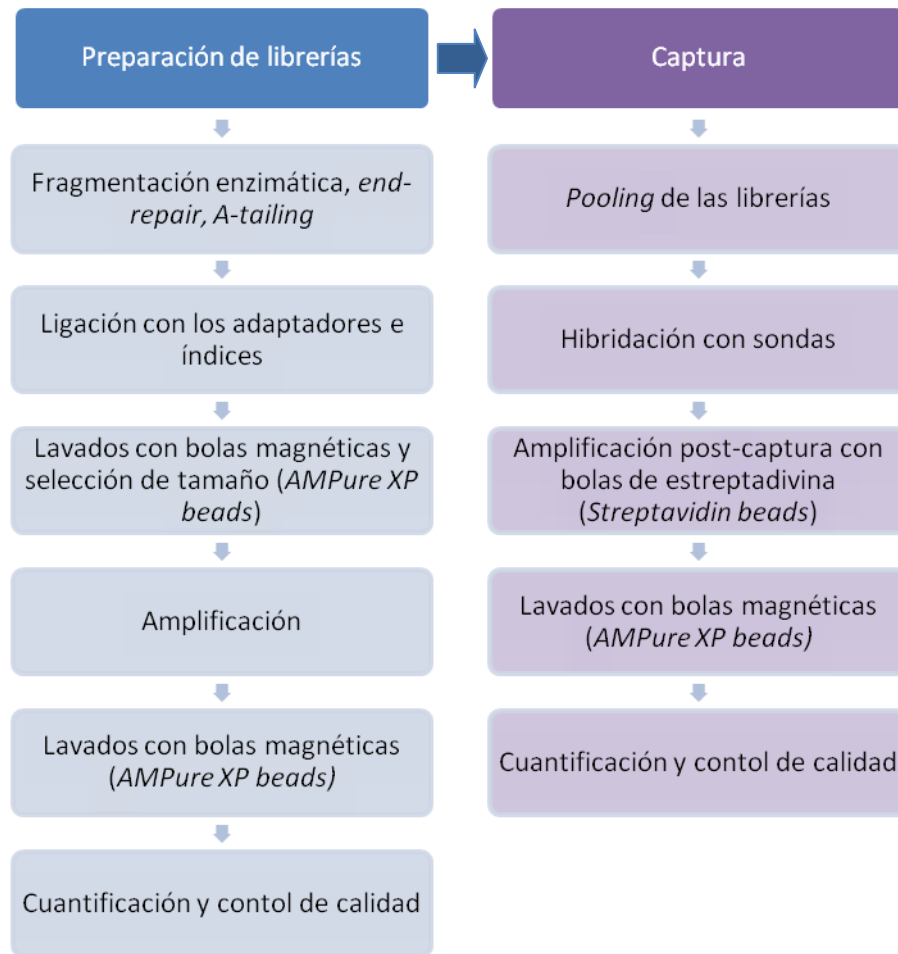 Preparación de librerías
Fragmentación enzimática, end-
repair, A-tailing
Ligación con los adaptadores e
índices
Lavados con bolas magnéticas y
selección de tamaño (AMPure XP
beads)
Amplificación
Lavados con bolas magnéticas
(AMPure XP beads)
Cuantificación y contol de calidad
Captura
Pooling de las librerías
Hibridación con sondas
Amplificación post-captura con
bolas de estreptadivina
(Streptavidin beads)
Lavados con bolas magnéticas
(AMPure XP beads)
Cuantificación y contol de calidad